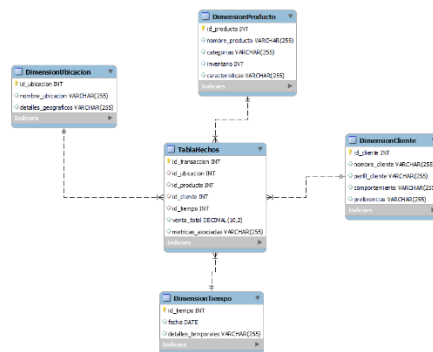 DimensionProducto
id_producto INT
nombre_producto VARCHAR(255)
categorias VARCHAR(255)
inventario INT
caracteristicas VARCHAR(255)
Indexes
DimensionUbicacion
id_ubicacion INT
nombre_ubicacion VARCHAR(255)
detalles_geograficos VARCHAR(255)
Indexes
TablaHechos
id_transaccion INT
id_ubicacion INT
id_producto INT
id_cliente INT
id_tiempo INT
venta_total DECIMAL(10,2)
metricas_asociadas VARCHAR(255)
Indexes
DimensionCliente
id_cliente INT
nombre_cliente VARCHAR(255)
perfil_cliente VARCHAR(255)
comportamiento VARCHAR(255)
preferencias VARCHAR(255)
Indexes
DimensionTiempo
id_tiempo INT
fecha DATE
detalles_temporales VARCHAR(255)
Indexes